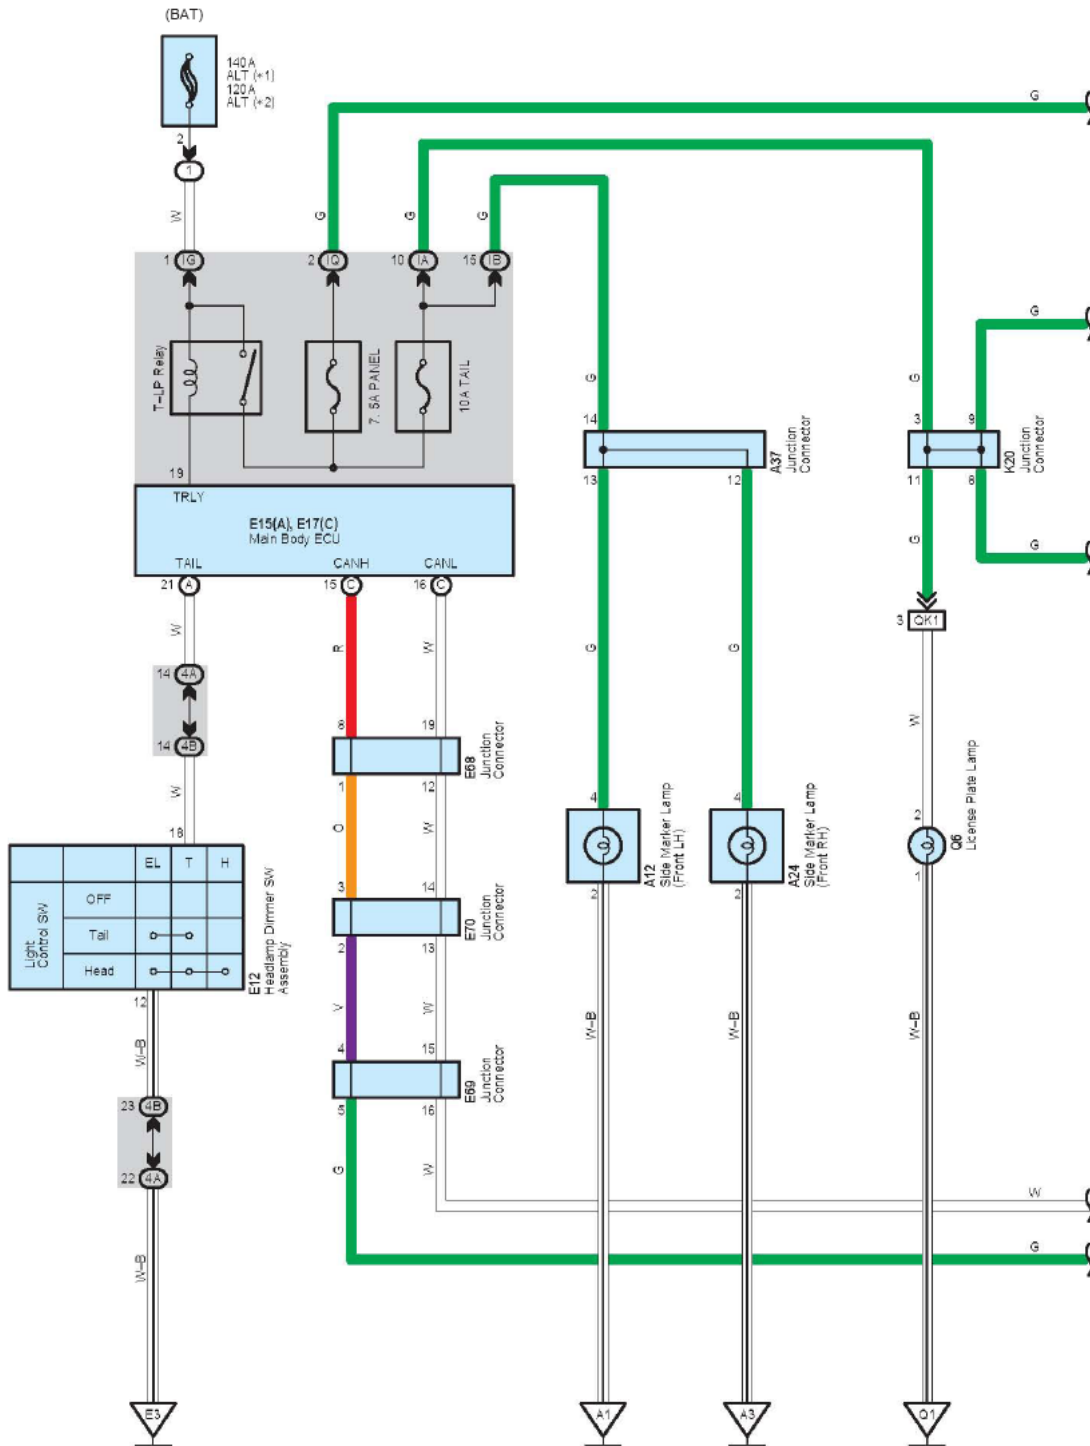 (BAT)
140A
ALT (*1)
120A
ALT (*2)
2
1
W
G
G
G
G
1 IG
2 IQ
10 IA
15 IB
T-LP Relay
7. 5A PANEL
10A TAIL
19
TRLY
E15(A), E17(C)
Main Body ECU
TAIL
CANH
CANL
21 A
15 C
16 C
G
G
G
14
13
12
A37
Junction
Connector
3
9
11
8
K20
Junction
Connector
G
G
3 QK1
W
R
W
G
G
W
14 4A
14 4B
W
8
19
E68
Junction
Connector
1
12
O
W
3
14
E70
Junction
Connector
2
13
V
W
4
15
E69
Junction
Connector
5
16
G
W
W
G
18
EL
T
H
Light
Control SW
OFF
Tail
Head
E12
Headlamp Dimmer SW
Assembly
12
W-B
23 4B
22 4A
W-B
4
A12
Side Marker Lamp
(Front LH)
2
4
A24
Side Marker Lamp
(Front RH)
2
2
Q6
License Plate Lamp
1
W-B
W-B
W-B
E3
A1
A3
Q1